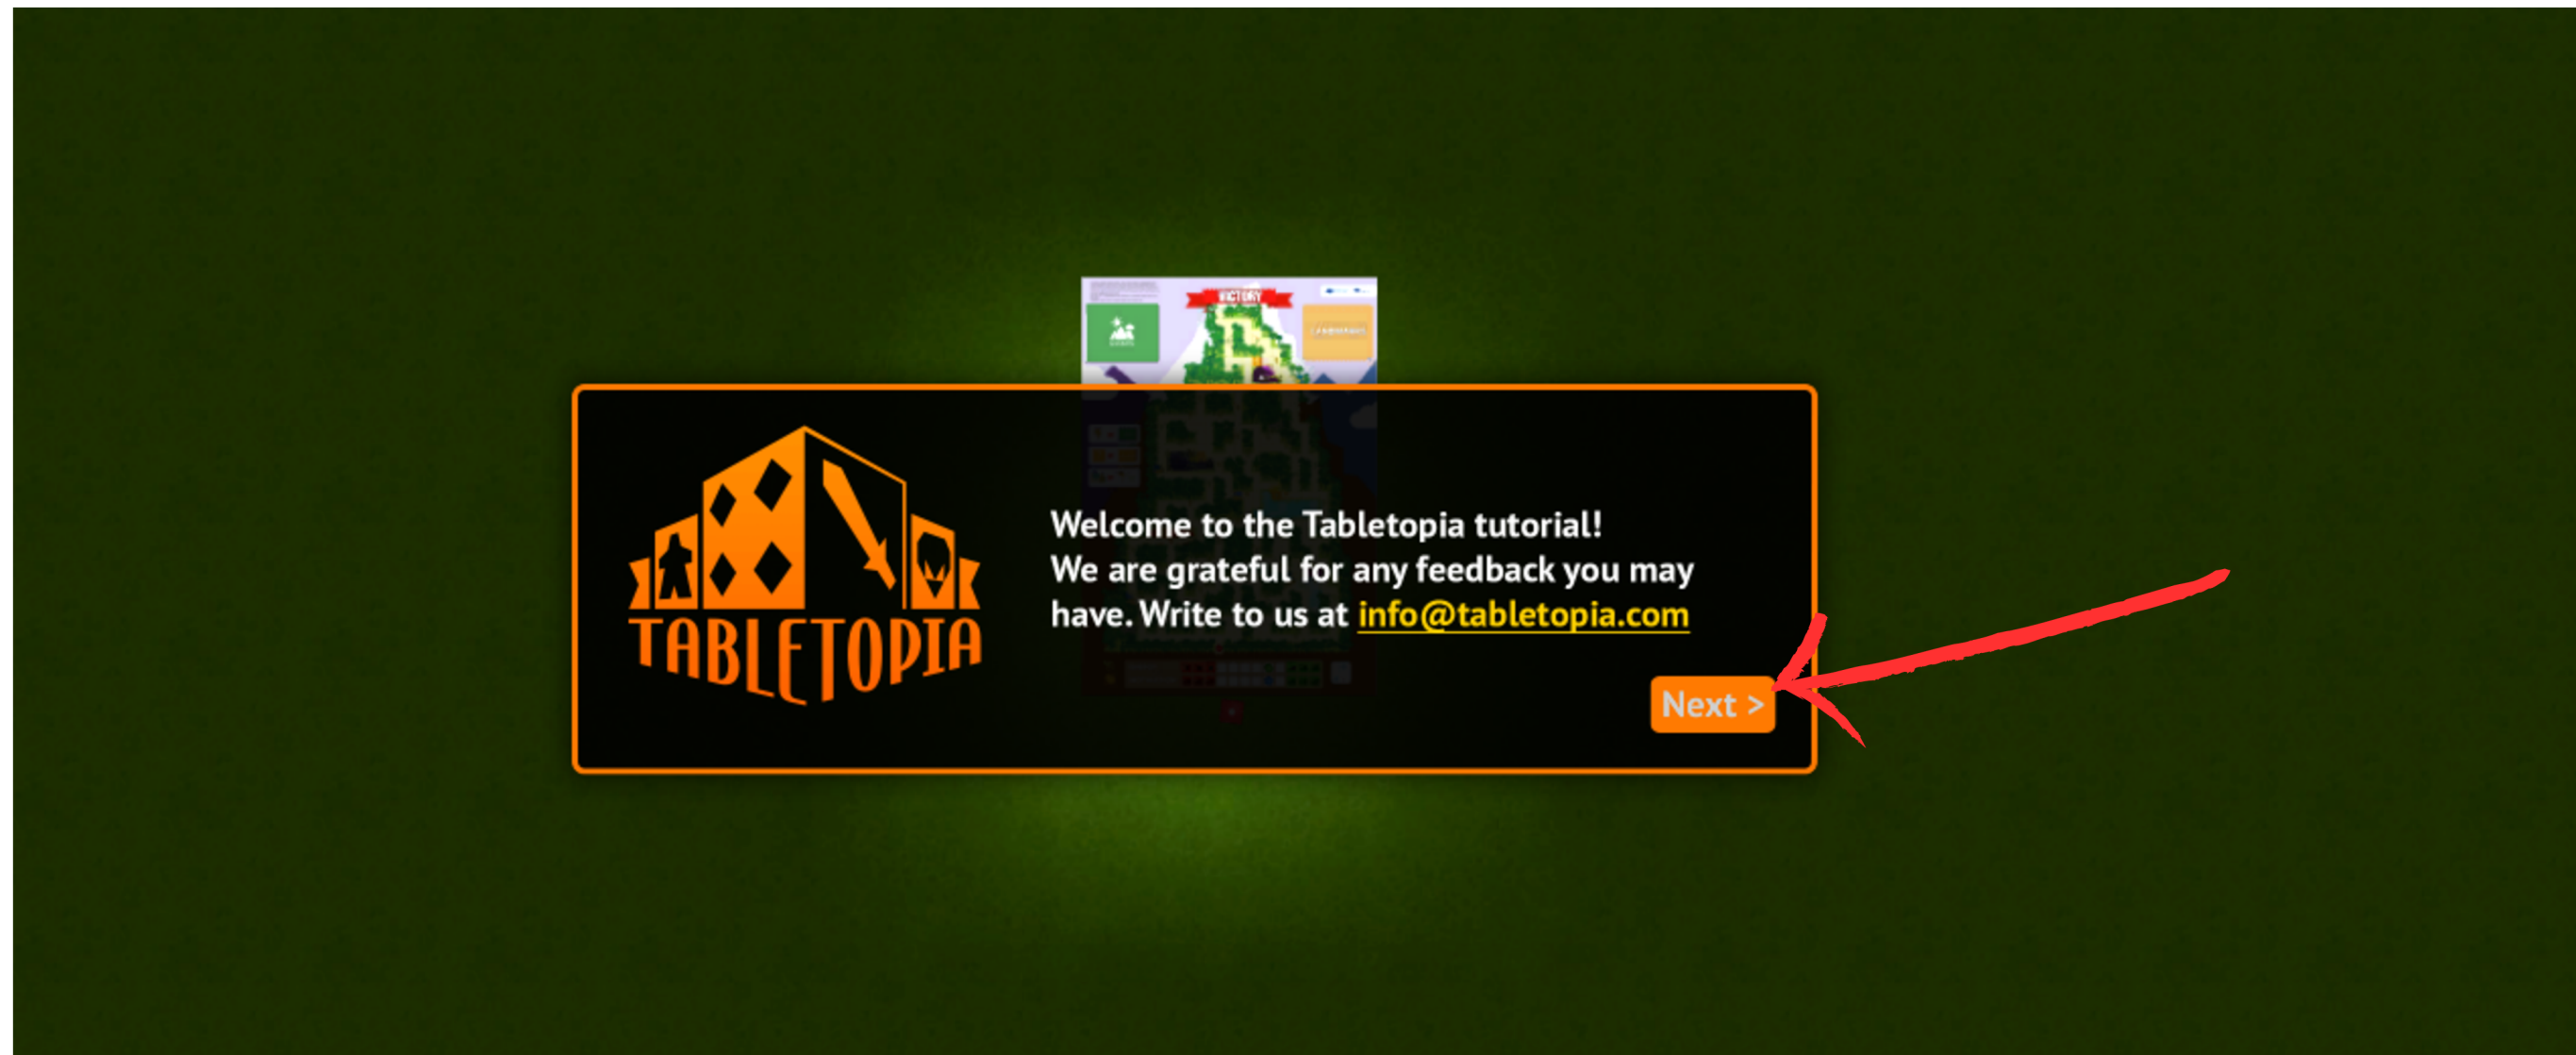 VICTORY
TABLETOPIA
Welcome to the Tabletopia tutorial!
We are grateful for any feedback you may
have. Write to us at info@tabletopia.com
Next >